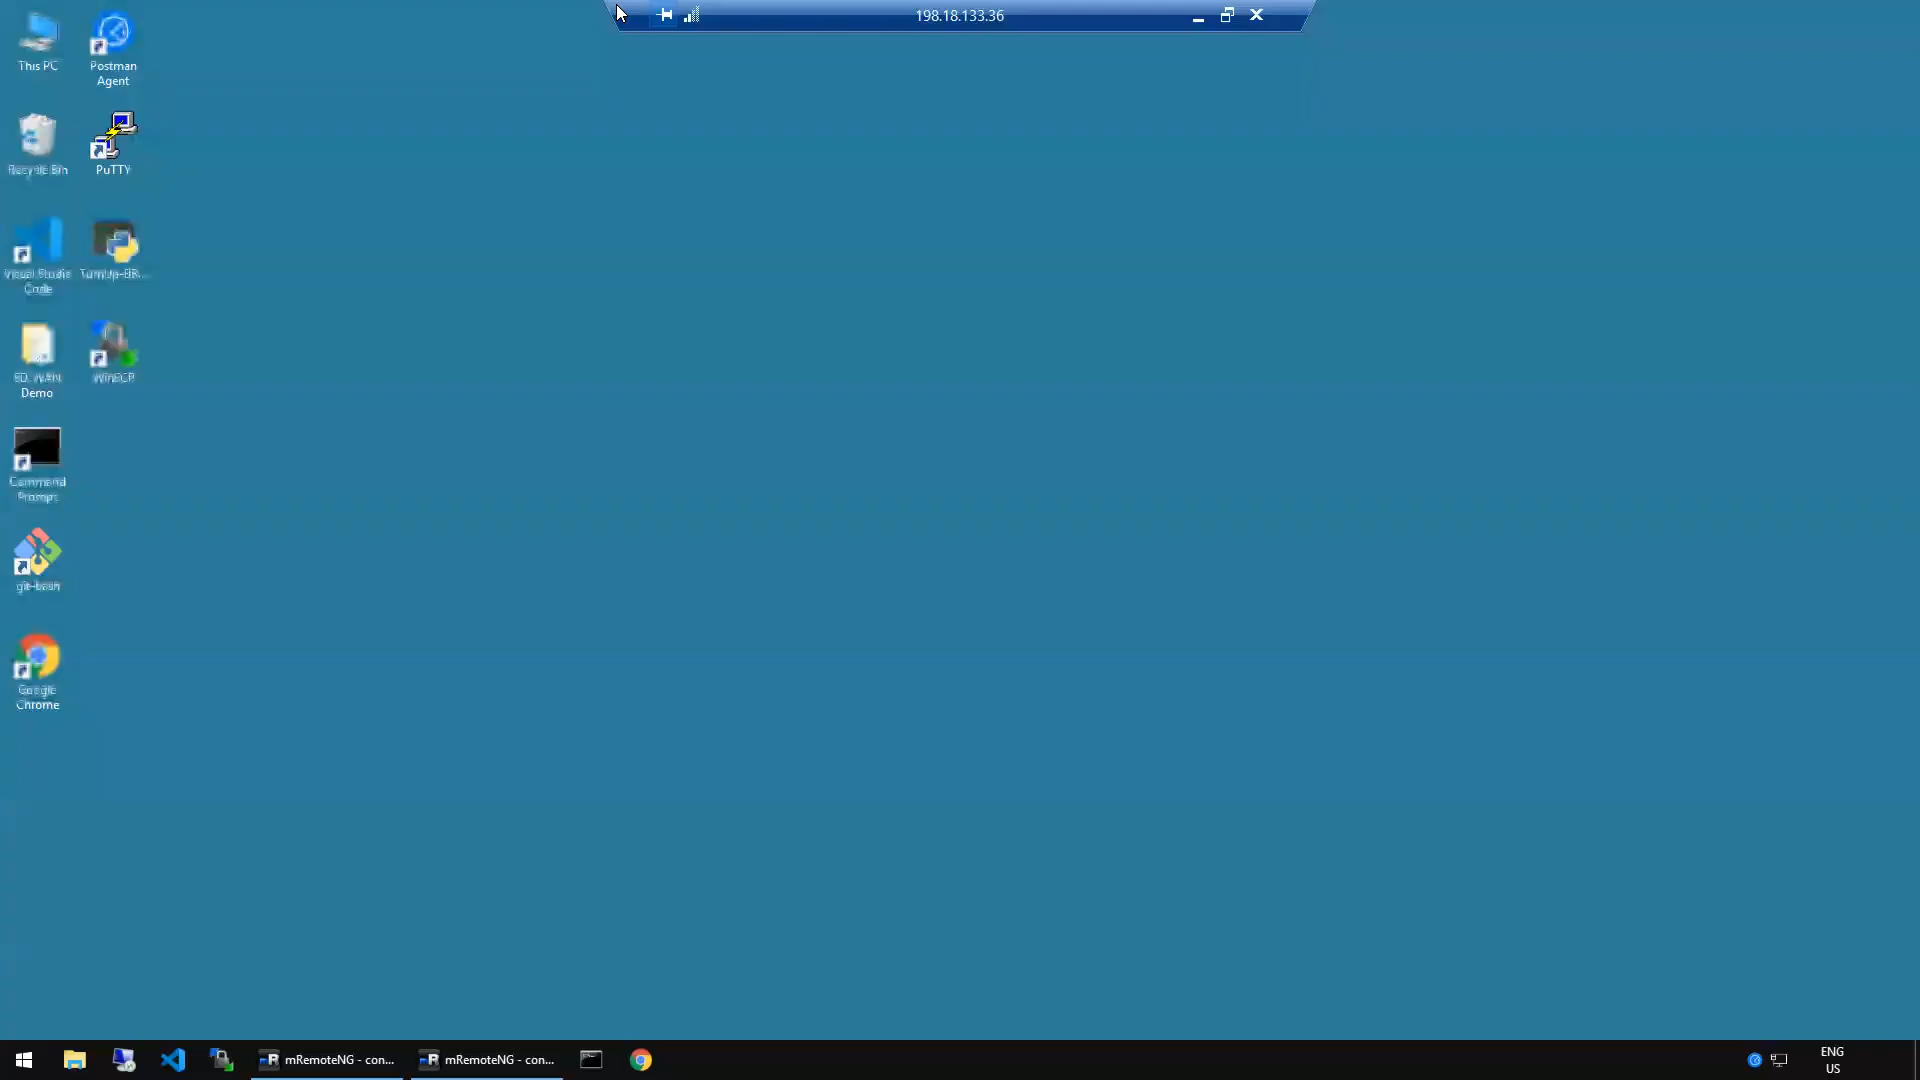 198.18.133.36
This PC
Postman
Agent
Recycle Bin
PuTTY
Visual Studio
Code
TurnUp-BR...
SD-WAN
Demo
WinSCP
Command
Prompt
git-bash
Google
Chrome
mRemoteNG - con...
mRemoteNG - con...
ENG
US